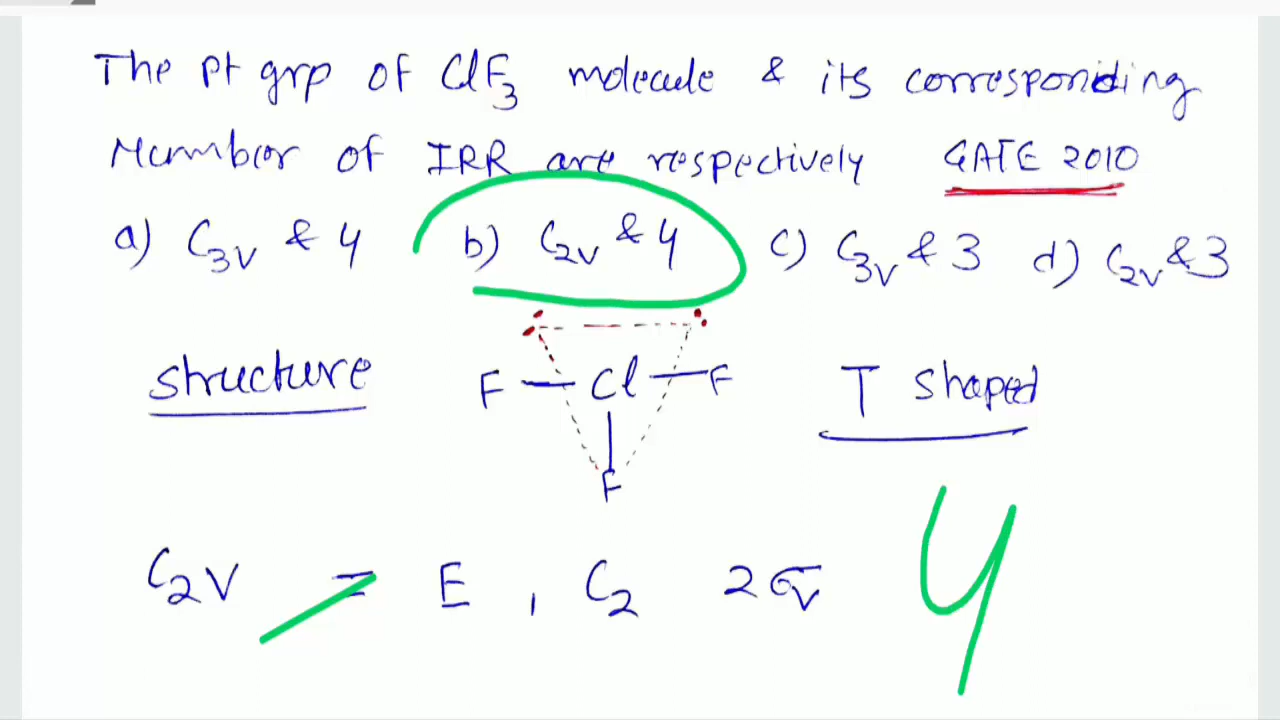 The pt grp of ClF3 molecule & its corresponding
Number of IRR are respectively GATE 2010
a) C3v & 4 b) C2v & 4 c) C3v & 3 d) C2v & 3
Structure F - Cl - F T shaped
F
C2v = E , C2 2σv 4